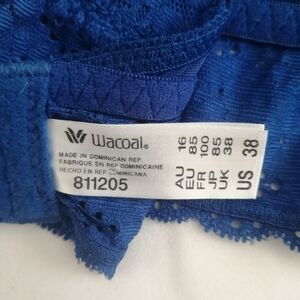 Wacoal®
MADE IN DOMINICAN REP.
FABRIQUE EN REP DOMINICAINE
HECHO EN REP DOMINICANA
811205
AU 16
EU 85
FR 100
JP 85
UK 38
US 38